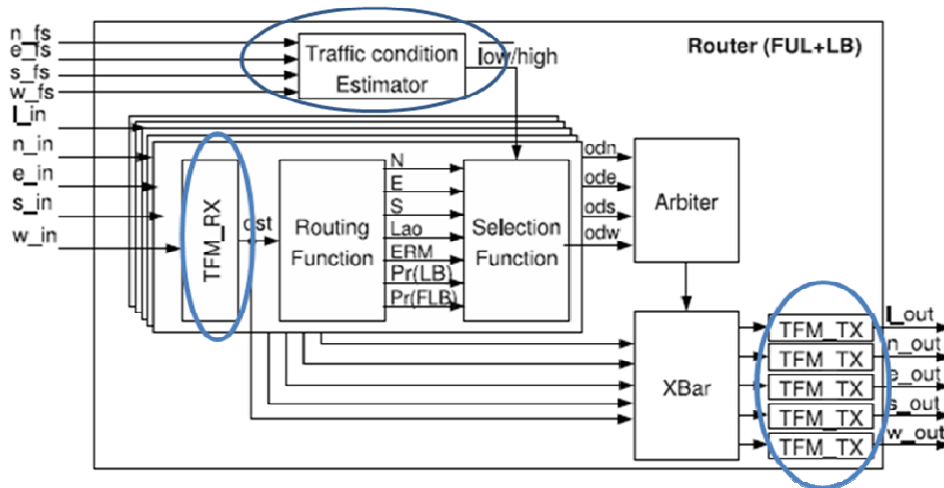 n_fs
e_fs
s_fs
w_fs
l_in
n_in
e_in
s_in
w_in
Traffic condition
Estimator
low/high
Router (FUL+LB)
TFM_RX
dst
Routing
Function
N
E
S
Lao
ERM
Pr(LB)
Pr(FLB)
Selection
Function
odn
ode
ods
odw
Arbiter
XBar
TFM_TX
TFM_TX
TFM_TX
TFM_TX
TFM_TX
l_out
n_out
e_out
s_out
w_out